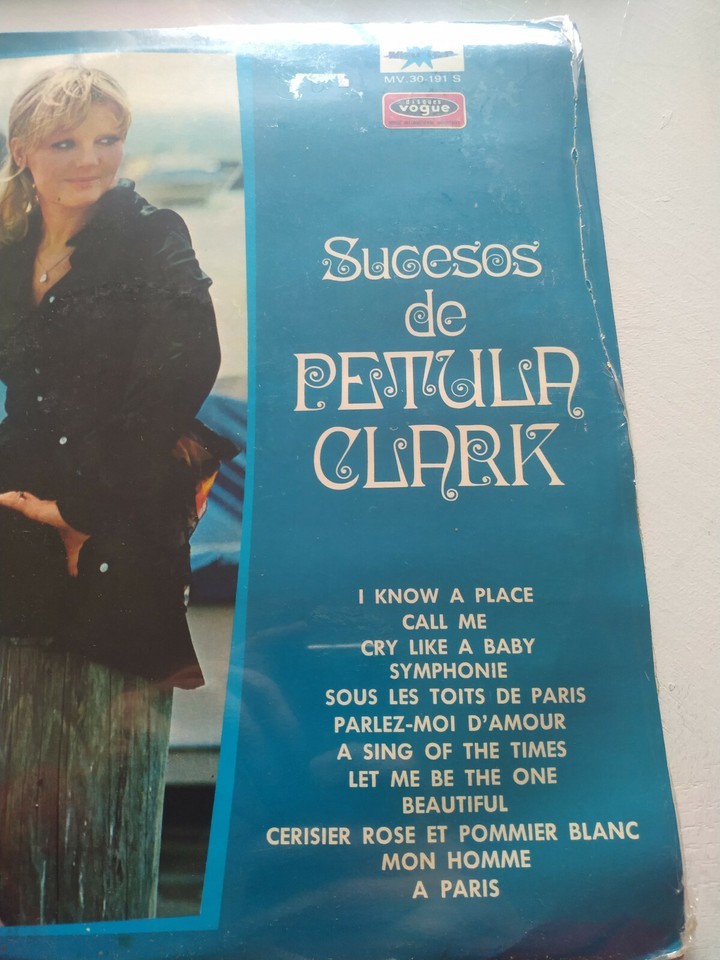 MV. 30-191 S
DISQUES
vogue
Sucesos
de
PETULA
CLARK
I KNOW A PLACE
CALL ME
CRY LIKE A BABY
SYMPHONIE
SOUS LES TOITS DE PARIS
PARLEZ-MOI D'AMOUR
A SING OF THE TIMES
LET ME BE THE ONE
BEAUTIFUL
CERISIER ROSE ET POMMIER BLANC
MON HOMME
A PARIS